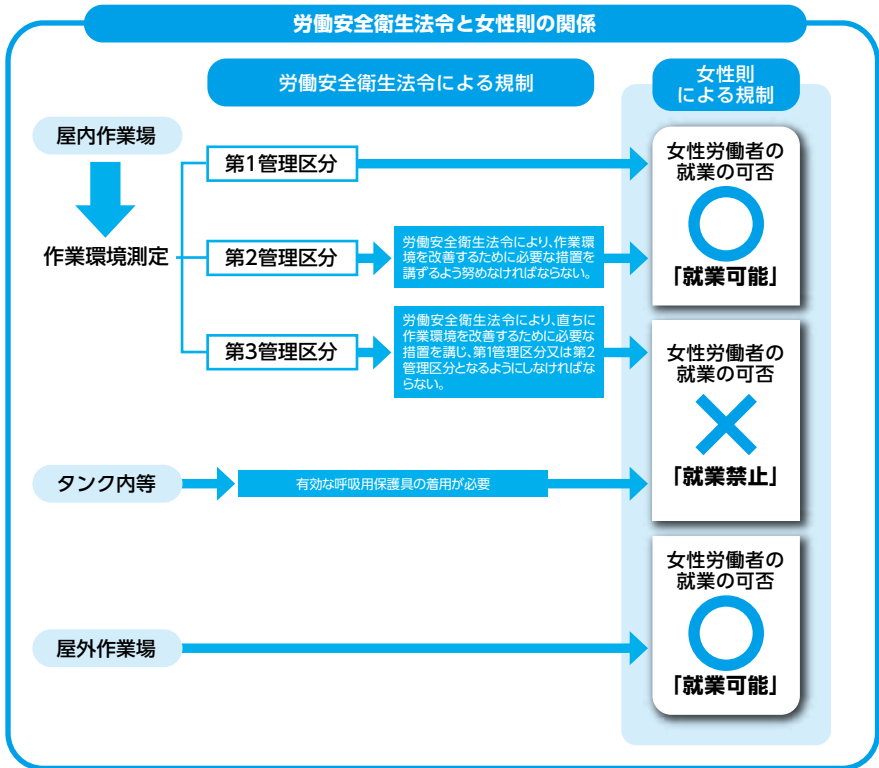 労働安全衛生法令と女性則の関係
労働安全衛生法令による規制
女性則
による規制
屋内作業場
作業環境測定
第1管理区分
第2管理区分
労働安全衛生法令により、作業環
境を改善するために必要な措置を
講ずるよう努めなければならない。
第3管理区分
労働安全衛生法令により、直ちに
作業環境を改善するために必要な
措置を講じ、第1管理区分又は第2
管理区分となるようにしなければな
らない。
女性労働者の
就業の可否
「就業可能」
タンク内等
有効な呼吸用保護具の着用が必要
女性労働者の
就業の可否
「就業禁止」
屋外作業場
女性労働者の
就業の可否
「就業可能」